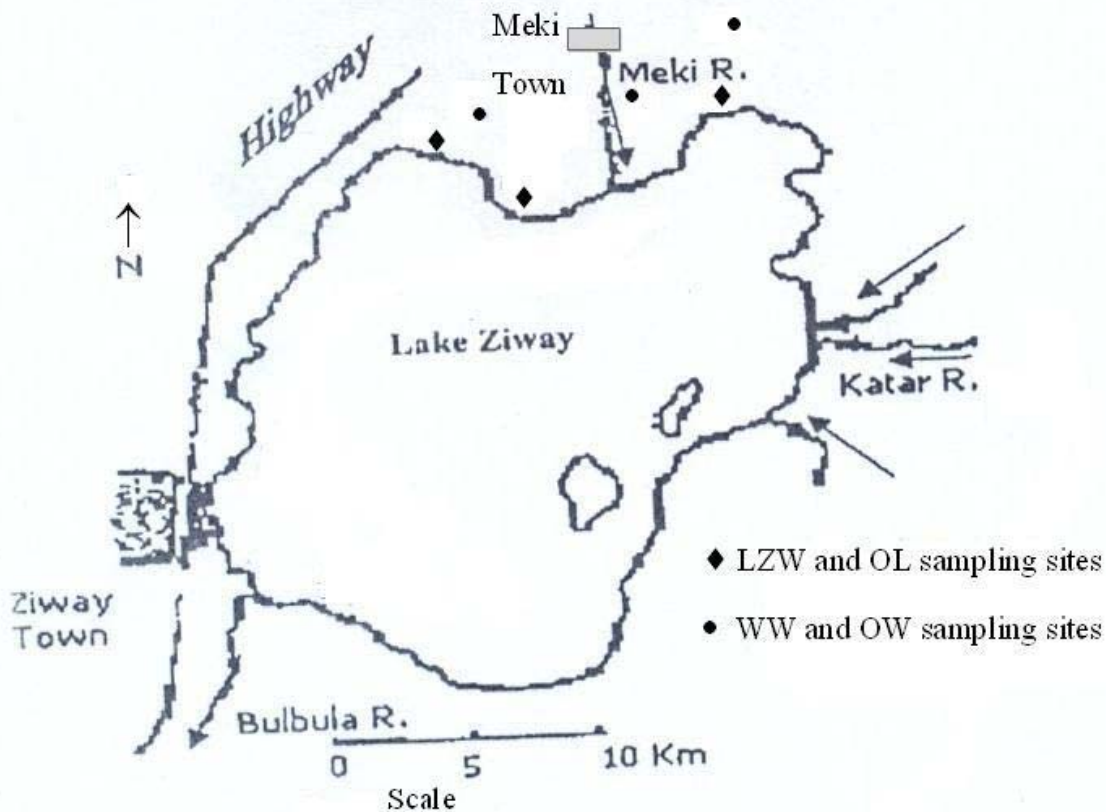 Meki
Town
Meki R.
Highway
N
Lake Ziway
Katar R.
♦ LZW and OL sampling sites
• WW and OW sampling sites
Ziway
Town
Bulbula R.
0 5 10 Km
Scale